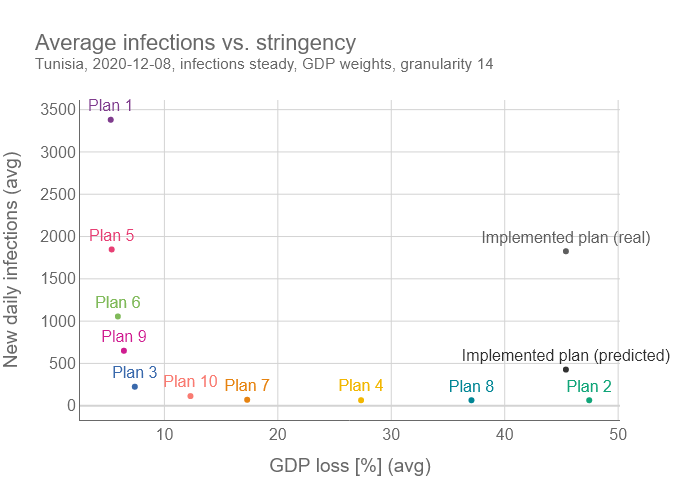 Average infections vs. stringency
Tunisia, 2020-12-08, infections steady, GDP weights, granularity 14
New daily infections (avg)
3500
3000
2500
2000
1500
1000
500
0
Plan 1
Plan 5
Implemented plan (real)
Plan 6
Plan 9
Implemented plan (predicted)
Plan 3
Plan 10
Plan 7
Plan 4
Plan 8
Plan 2
10
20
30
40
50
GDP loss [%] (avg)